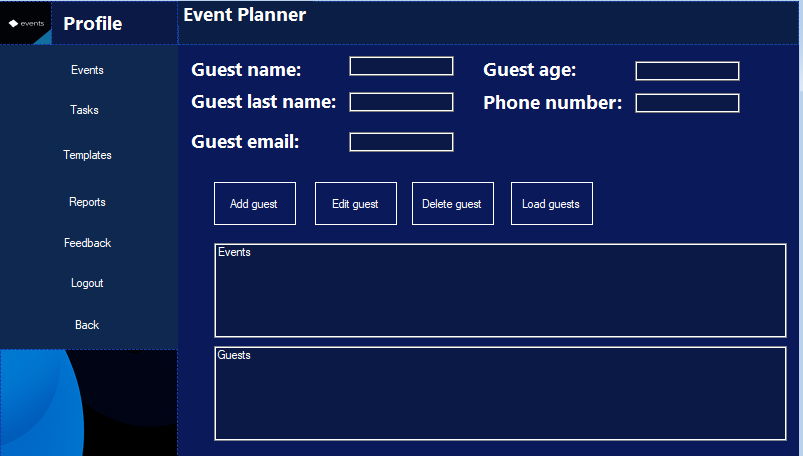 events
Profile
Event Planner
Events
Tasks
Templates
Reports
Feedback
Logout
Back
Guest name:
Guest age:
Guest last name:
Phone number:
Guest email:
Add guest
Edit guest
Delete guest
Load guests
Events
Guests